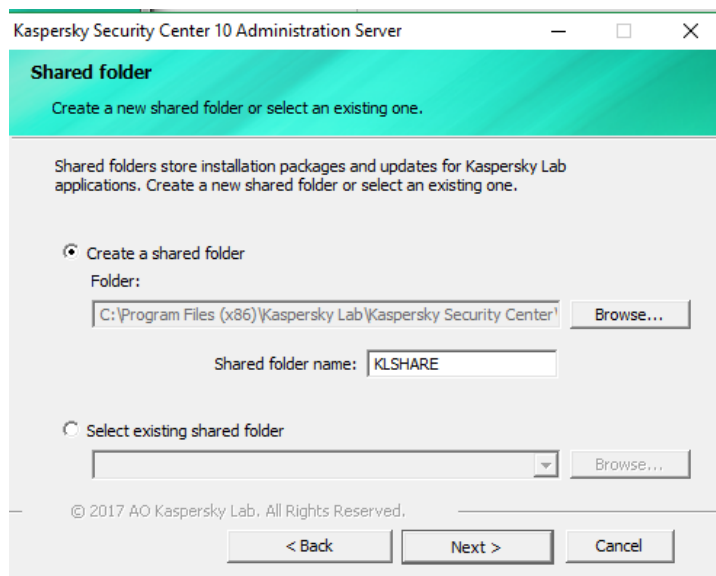 Kaspersky Security Center 10 Administration Server
Shared folder
Create a new shared folder or select an existing one.
Shared folders store installation packages and updates for Kaspersky Lab
applications. Create a new shared folder or select an existing one.
Create a shared folder
Folder:
C:\Program Files (x86)\Kaspersky Lab\Kaspersky Security Center\ Browse...
Shared folder name: KLSHARE
Select existing shared folder
Browse...
© 2017 AO Kaspersky Lab. All Rights Reserved.
< Back Next > Cancel